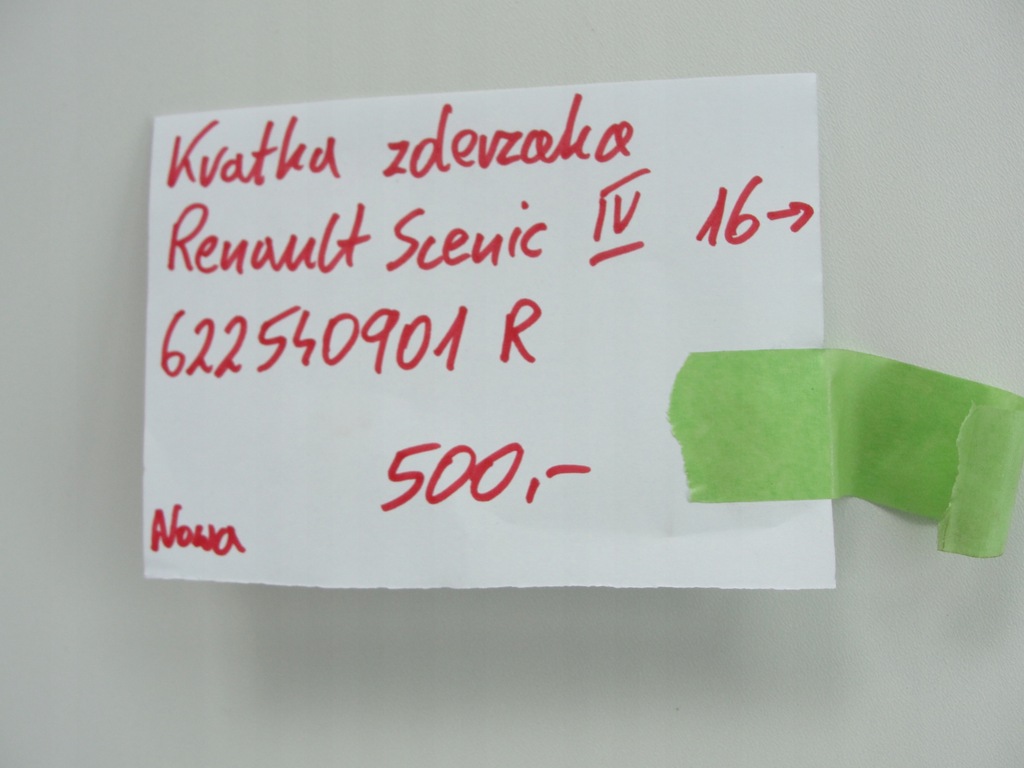 Kratka zderzaka
Renault Scenic IV 16→
622540901 R
500,-
Nowa